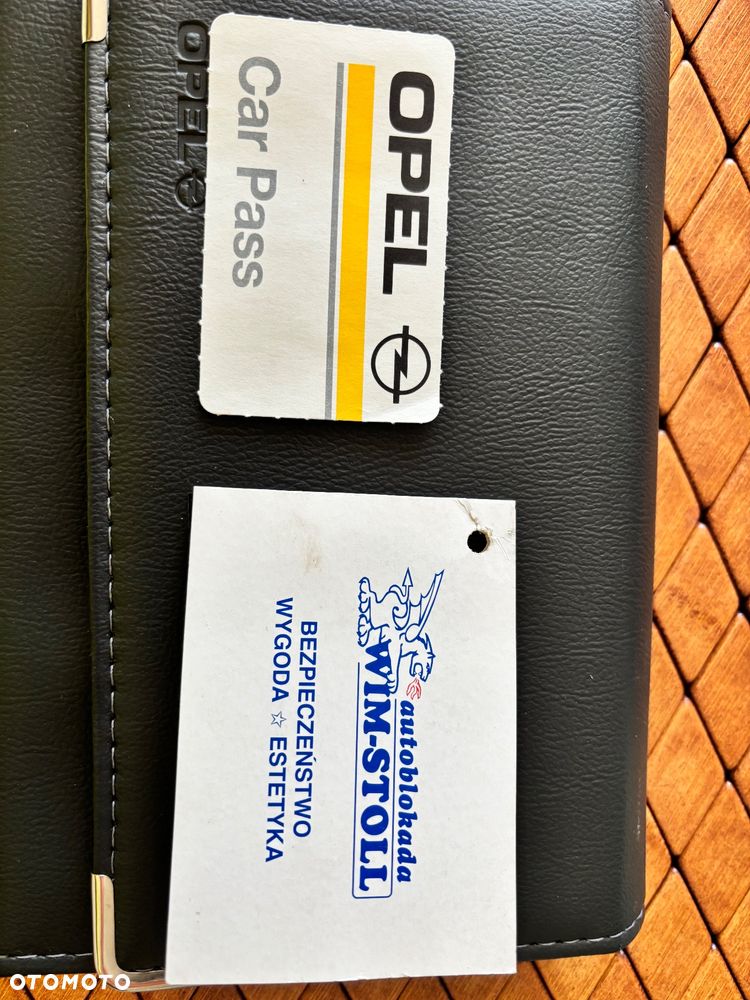 OPEL
OPEL
Car Pass
autoblokada
WIM-STOLL
BEZPIECZEŃSTWO
WYGODA ☆ ESTETYKA
OTOMOTO